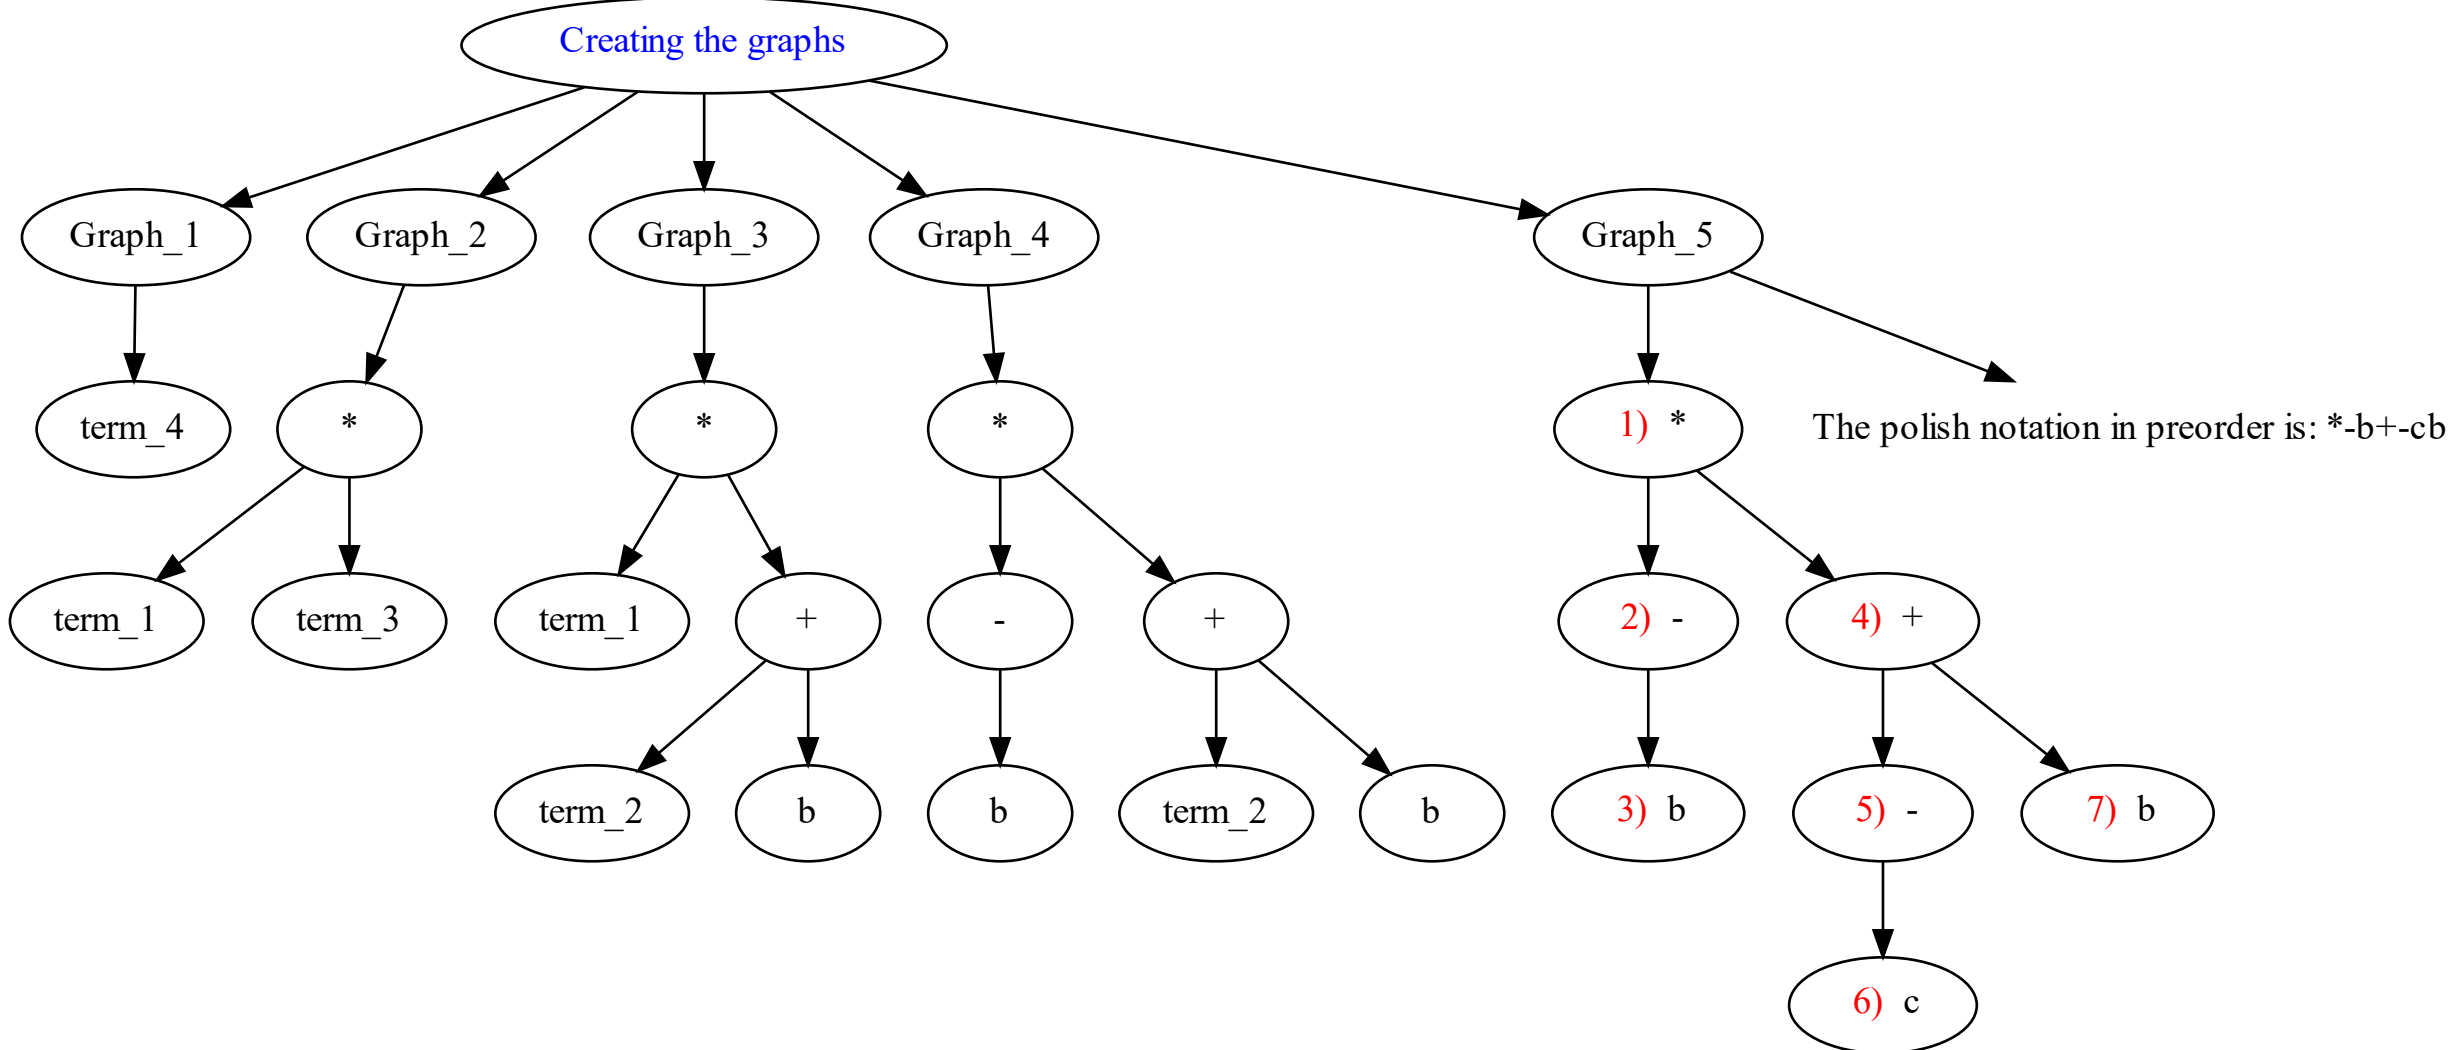 Creating the graphs
Graph_1
Graph_2
Graph_3
Graph_4
Graph_5
term_4
*
*
*
1) *
The polish notation in preorder is: *-b+-cb
term_1
term_3
term_1
+
-
+
2) -
4) +
term_2
b
b
term_2
b
3) b
5) -
7) b
6) c